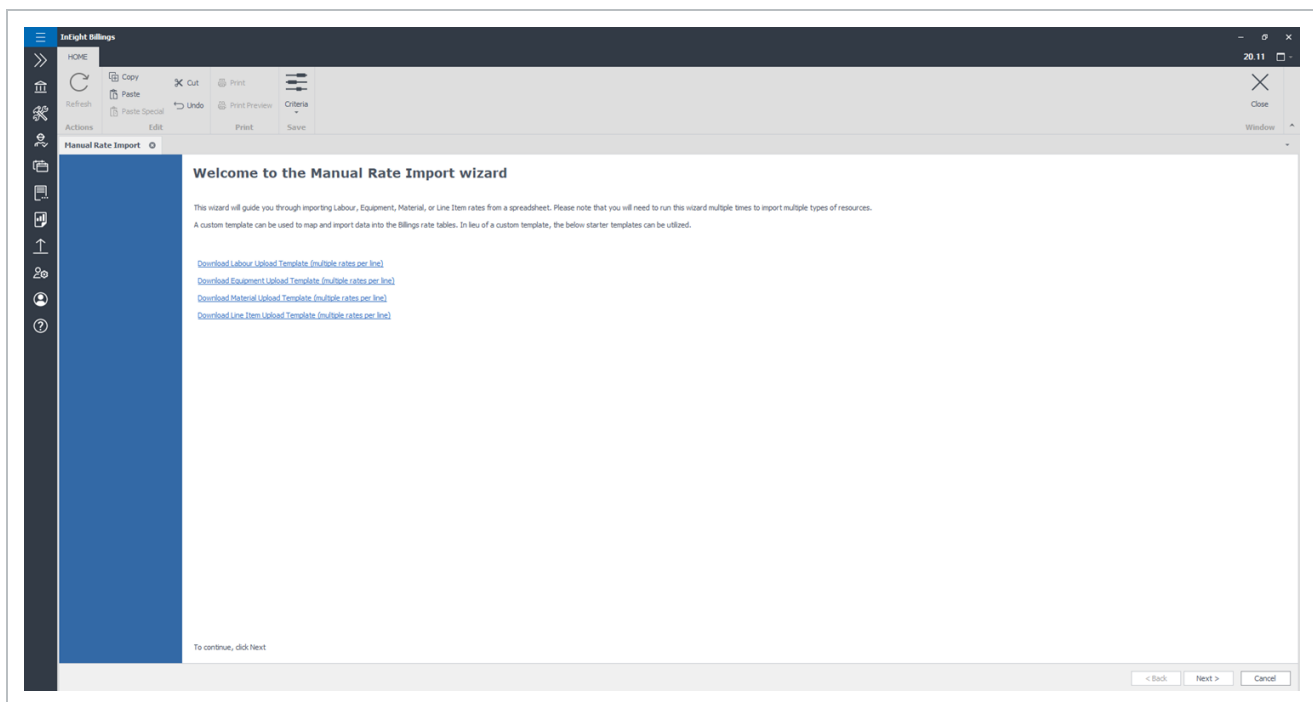 InEight Billings
HOME
20.11
Refresh
Copy
Paste
Paste Special
Cut
Undo
Print
Print Preview
Criteria
Close
Actions
Edit
Print
Save
Window
Manual Rate Import
Welcome to the Manual Rate Import wizard
This wizard will guide you through importing Labour, Equipment, Material, or Line Item rates from a spreadsheet. Please note that you will need to run this wizard multiple times to import multiple types of resources.
A custom template can be used to map and import data into the Billings rate tables. In lieu of a custom template, the below starter templates can be utilized.
Download Labour Upload Template (multiple rates per line)
Download Equipment Upload Template (multiple rates per line)
Download Material Upload Template (multiple rates per line)
Download Line Item Upload Template (multiple rates per line)
To continue, click Next
< Back
Next >
Cancel